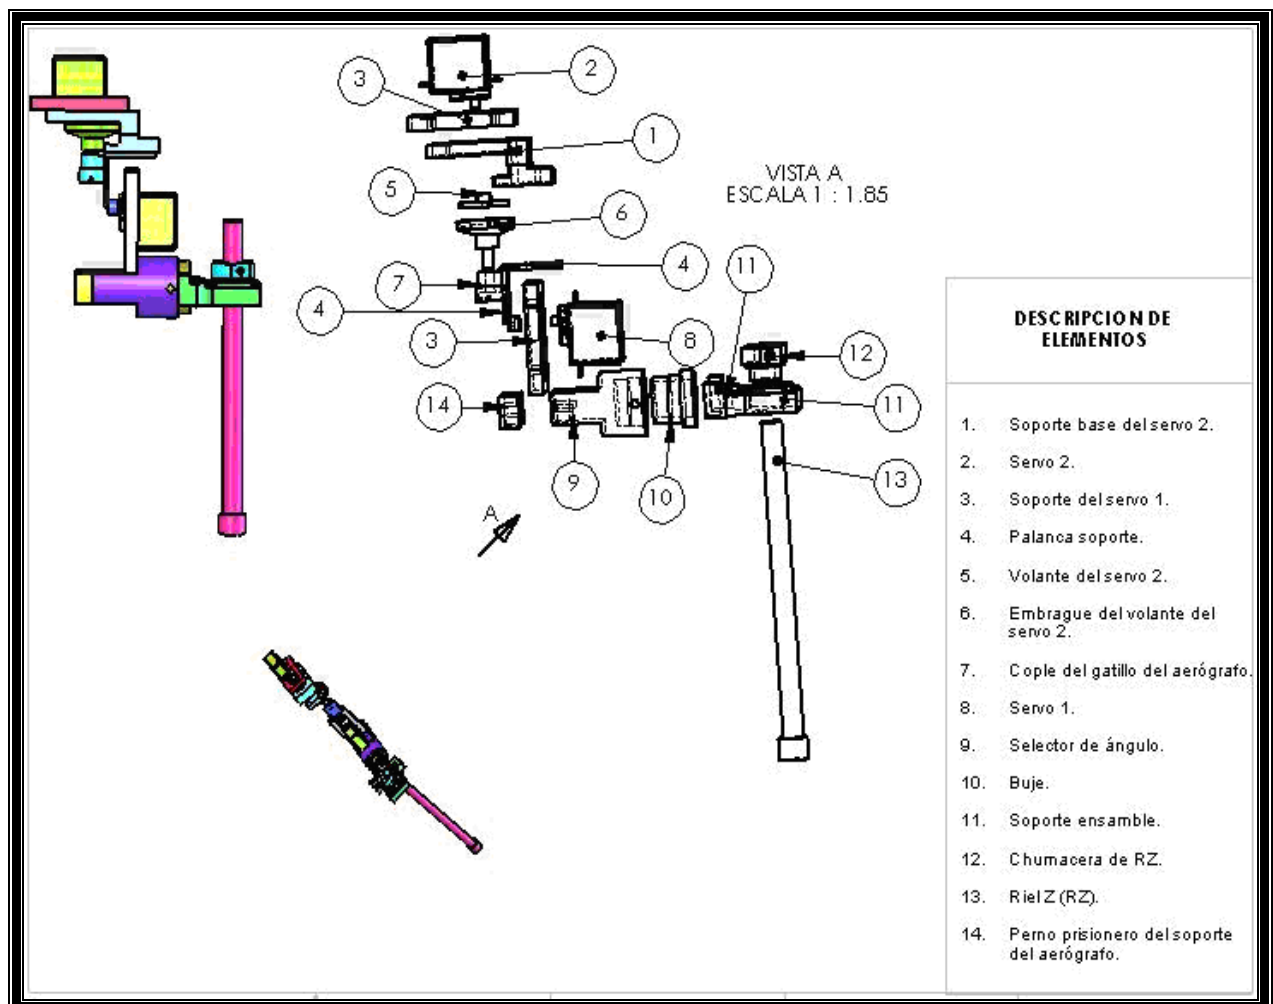 2
3
1
VISTA A
ESCALA 1 : 1.85
5
6
4
11
7
4
3
8
12
14
11
9
10
13
A
DESCRIPCION DE
ELEMENTOS
1. Soporte base del servo 2.
2. Servo 2.
3. Soporte del servo 1.
4. Palanca soporte.
5. Volante del servo 2.
6. Embrague del volante del
servo 2.
7. Cople del gatillo del aerógrafo.
8. Servo 1.
9. Selector de ángulo.
10. Buje.
11. Soporte ensamble.
12. Chumacera de RZ.
13. Riel Z (RZ).
14. Perno prisionero del soporte
del aerógrafo.